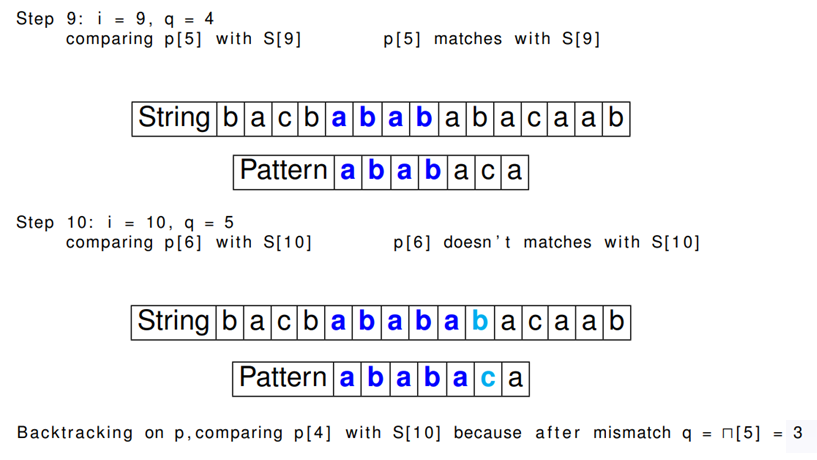 Step 9: i = 9, q = 4
comparing p[5] with S[9] p[5] matches with S[9]
String b a c b a b a b a b a c a a b
Pattern a b a b a c a
Step 10: i = 10, q = 5
comparing p[6] with S[10] p[6] doesn't matches with S[10]
String b a c b a b a b a b a c a a b
Pattern a b a b a c a
Backtracking on p,comparing p[4] with S[10] because after mismatch q = ⊓[5] = 3